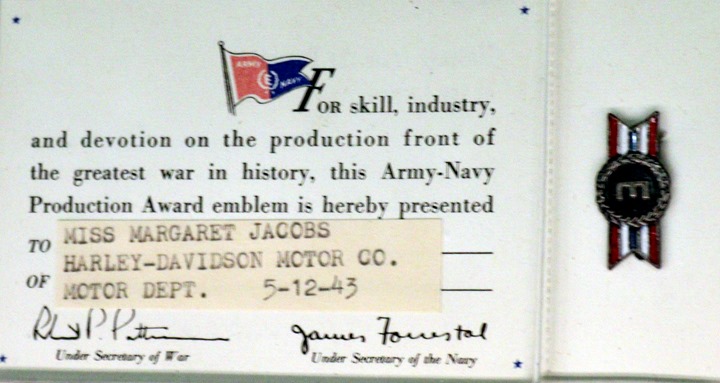 ARMY E NAVY
FOR skill, industry,
and devotion on the production front of
the greatest war in history, this Army-Navy
Production Award emblem is hereby presented
TO MISS MARGARET JACOBS
HARLEY-DAVIDSON MOTOR CO.
OF MOTOR DEPT. 5-12-43
Robert P. Patterson James Forrestal
Under Secretary of War Under Secretary of the Navy
E